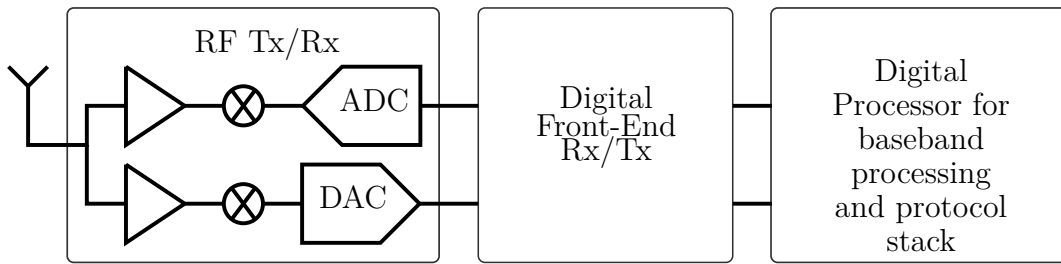 RF Tx/Rx
ADC
DAC
Digital
Front-End
Rx/Tx
Digital
Processor for
baseband
processing
and protocol
stack